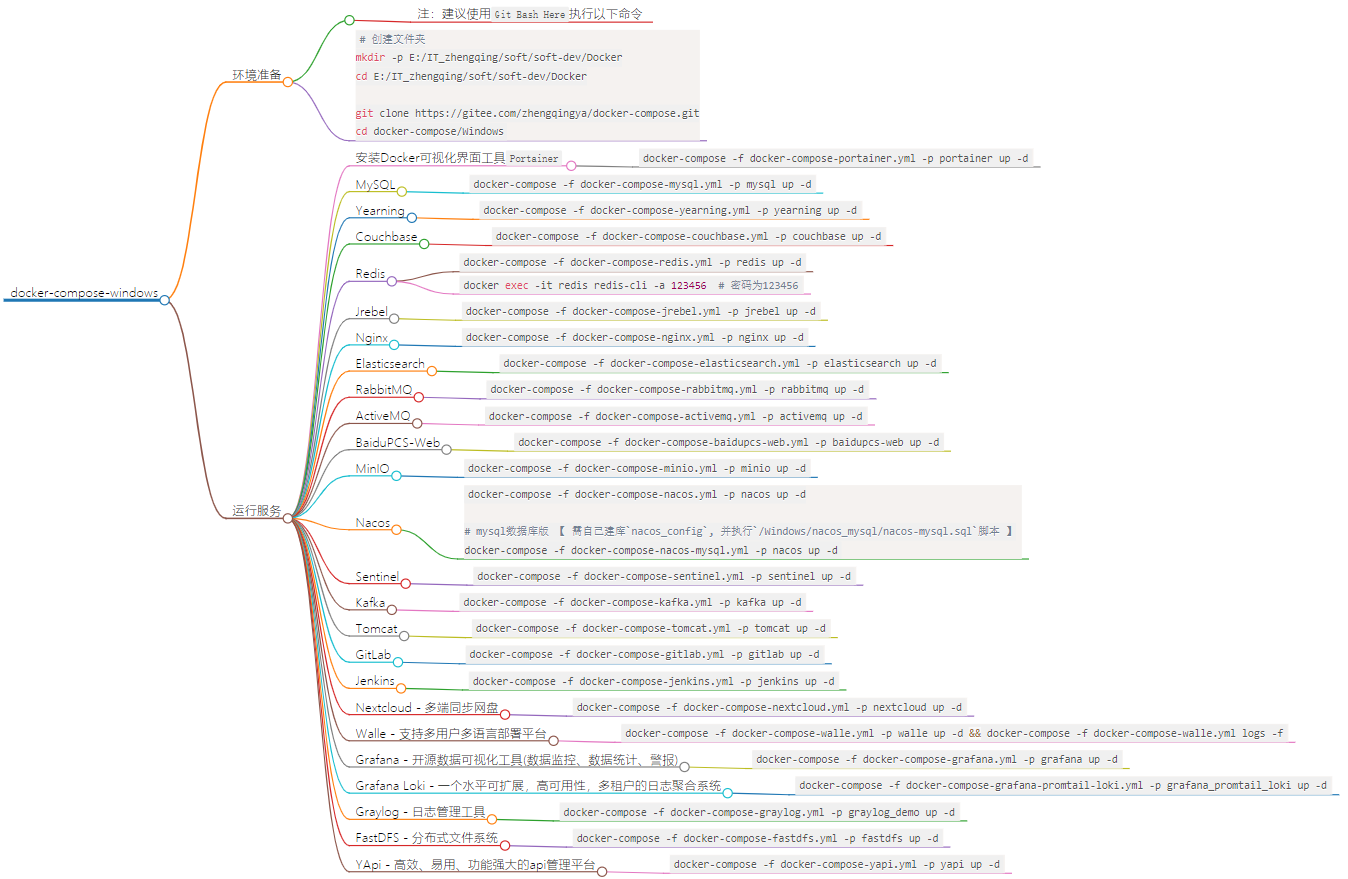 注：建议使用 Git Bash Here 执行以下命令
# 创建文件夹
mkdir -p E:/IT_zhengqing/soft/soft-dev/Docker
cd E:/IT_zhengqing/soft/soft-dev/Docker
git clone https://gitee.com/zhengqingya/docker-compose.git
cd docker-compose/Windows
环境准备
docker-compose-windows
运行服务
安装Docker可视化界面工具 Portainer
docker-compose -f docker-compose-portainer.yml -p portainer up -d
MySQL
docker-compose -f docker-compose-mysql.yml -p mysql up -d
Yearning
docker-compose -f docker-compose-yearning.yml -p yearning up -d
Couchbase
docker-compose -f docker-compose-couchbase.yml -p couchbase up -d
Redis
docker-compose -f docker-compose-redis.yml -p redis up -d
docker exec -it redis redis-cli -a 123456  # 密码为123456
Jrebel
docker-compose -f docker-compose-jrebel.yml -p jrebel up -d
Nginx
docker-compose -f docker-compose-nginx.yml -p nginx up -d
Elasticsearch
docker-compose -f docker-compose-elasticsearch.yml -p elasticsearch up -d
RabbitMQ
docker-compose -f docker-compose-rabbitmq.yml -p rabbitmq up -d
ActiveMQ
docker-compose -f docker-compose-activemq.yml -p activemq up -d
BaiduPCS-Web
docker-compose -f docker-compose-baidupcs-web.yml -p baidupcs-web up -d
MinIO
docker-compose -f docker-compose-minio.yml -p minio up -d
Nacos
docker-compose -f docker-compose-nacos.yml -p nacos up -d
# mysql数据库版 【 需自己建库`nacos_config`, 并执行`/Windows/nacos_mysql/nacos-mysql.sql`脚本 】
docker-compose -f docker-compose-nacos-mysql.yml -p nacos up -d
Sentinel
docker-compose -f docker-compose-sentinel.yml -p sentinel up -d
Kafka
docker-compose -f docker-compose-kafka.yml -p kafka up -d
Tomcat
docker-compose -f docker-compose-tomcat.yml -p tomcat up -d
GitLab
docker-compose -f docker-compose-gitlab.yml -p gitlab up -d
Jenkins
docker-compose -f docker-compose-jenkins.yml -p jenkins up -d
Nextcloud - 多端同步网盘
docker-compose -f docker-compose-nextcloud.yml -p nextcloud up -d
Walle - 支持多用户多语言部署平台
docker-compose -f docker-compose-walle.yml -p walle up -d && docker-compose -f docker-compose-walle.yml logs -f
Grafana - 开源数据可视化工具(数据监控、数据统计、警报)
docker-compose -f docker-compose-grafana.yml -p grafana up -d
Grafana Loki - 一个水平可扩展，高可用性，多租户的日志聚合系统
docker-compose -f docker-compose-grafana-promtail-loki.yml -p grafana_promtail_loki up -d
Graylog - 日志管理工具
docker-compose -f docker-compose-graylog.yml -p graylog_demo up -d
FastDFS - 分布式文件系统
docker-compose -f docker-compose-fastdfs.yml -p fastdfs up -d
YApi - 高效、易用、功能强大的api管理平台
docker-compose -f docker-compose-yapi.yml -p yapi up -d